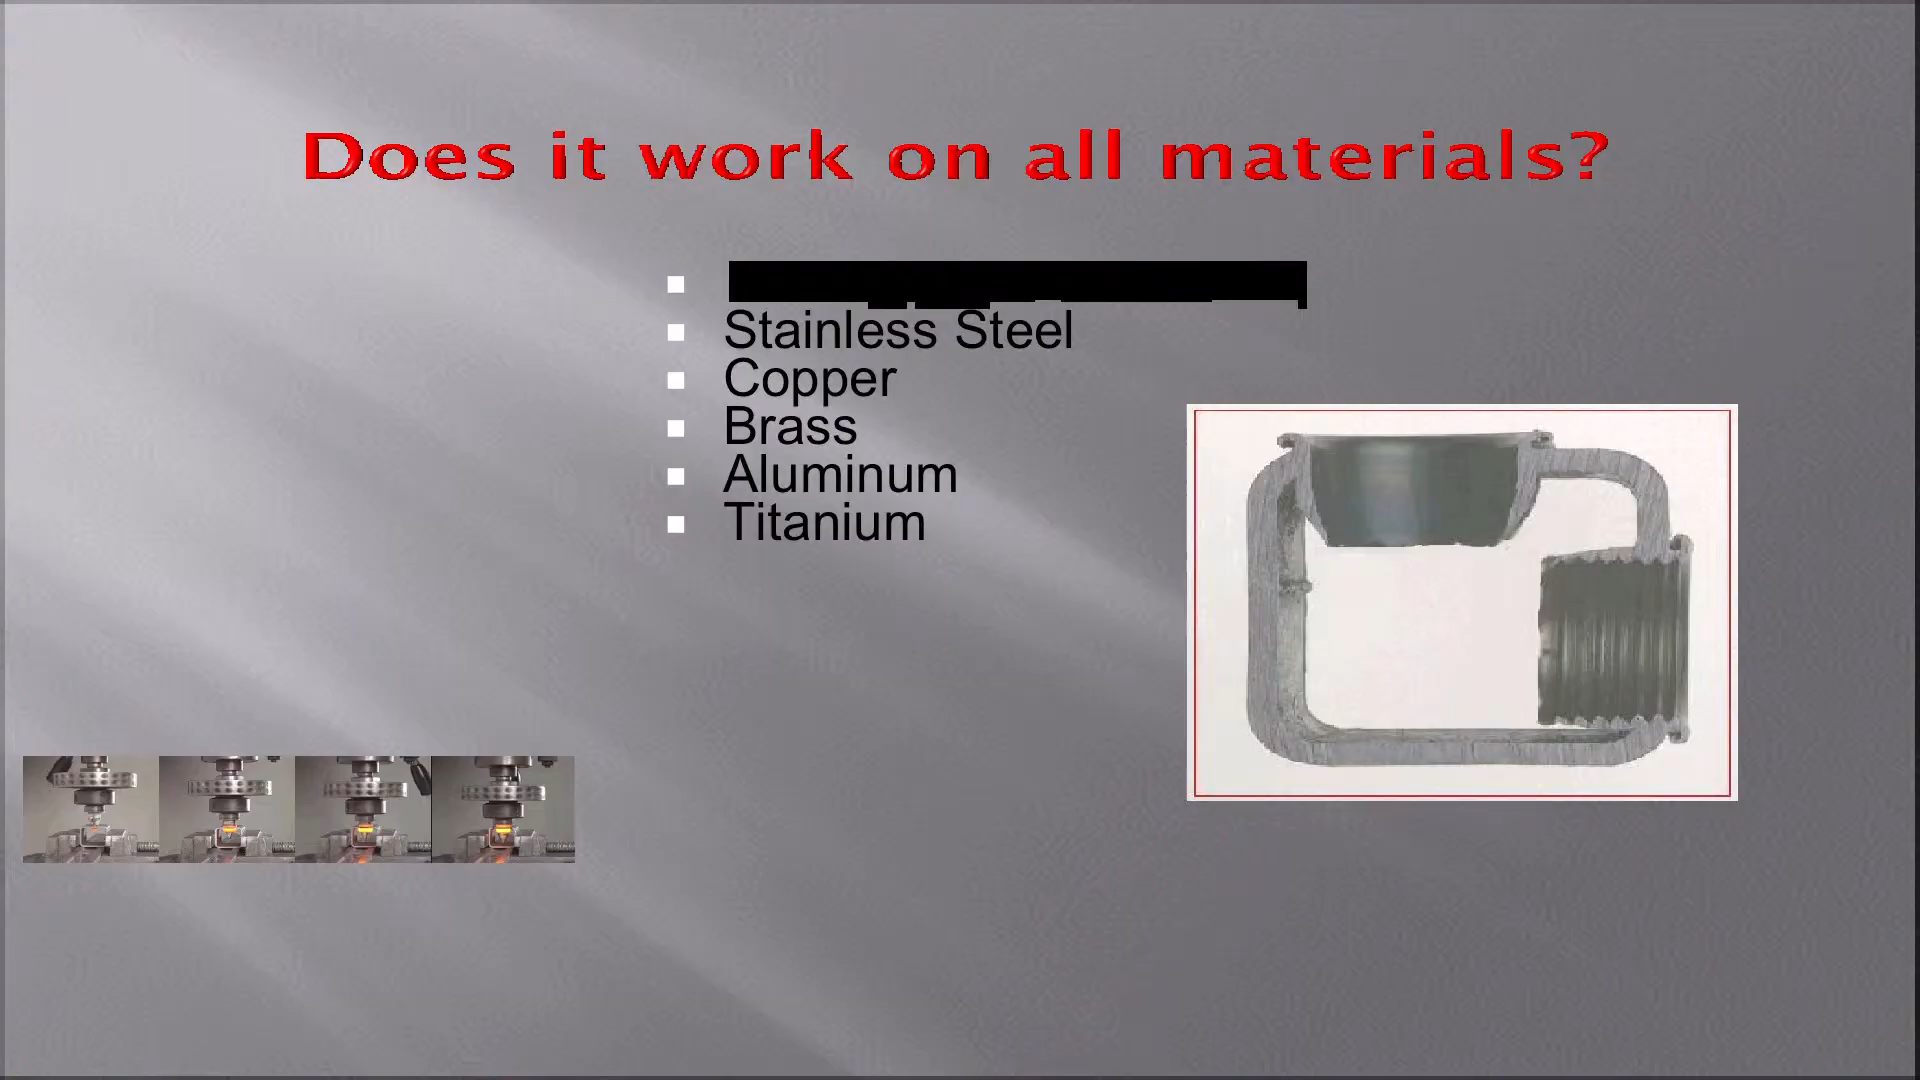 Does it work on all materials?
Stainless Steel
Copper
Brass
Aluminum
Titanium